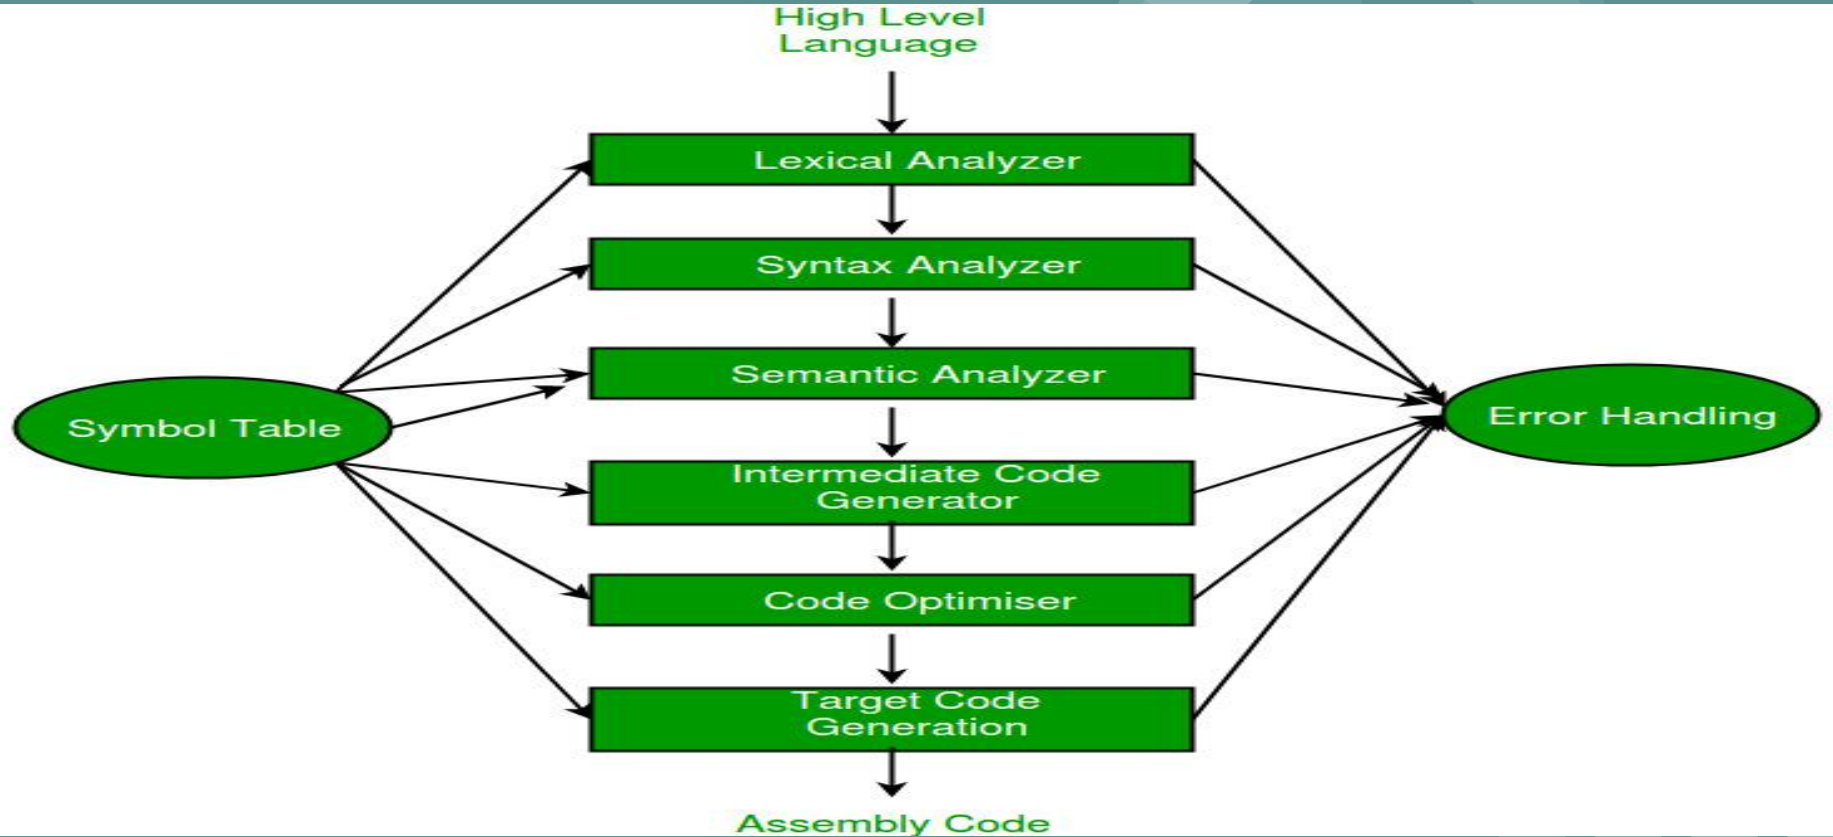 High Level
Language
Lexical Analyzer
Syntax Analyzer
Semantic Analyzer
Symbol Table
Error Handling
Intermediate Code
Generator
Code Optimiser
Target Code
Generation
Assembly Code